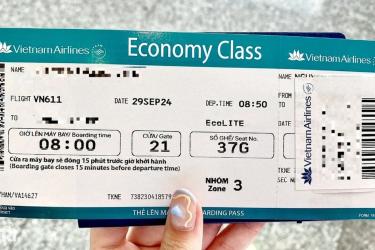 Vietnam Airlines
Economy Class
Vietnam Airlines
NAME
NAME
FLIGHT VN611
DATE 29SEP24
DEP.TIME 08:50
FROM
TO
TO
EcoLITE
GIỜ LÊN MÁY BAY/ Boarding time
08:00
CỬA/ Gate
21
SỐ GHẾ/ Seat No.
37G
Cửa ra máy bay sẽ đóng 15 phút trước giờ khởi hành
(Boarding gate closes 15 minutes before departure time)
NHÓM
Zone 3
TKNE
TKNE
THẺ LÊN MÁY BAY/BOARDING PASS
Vietnam Airlines